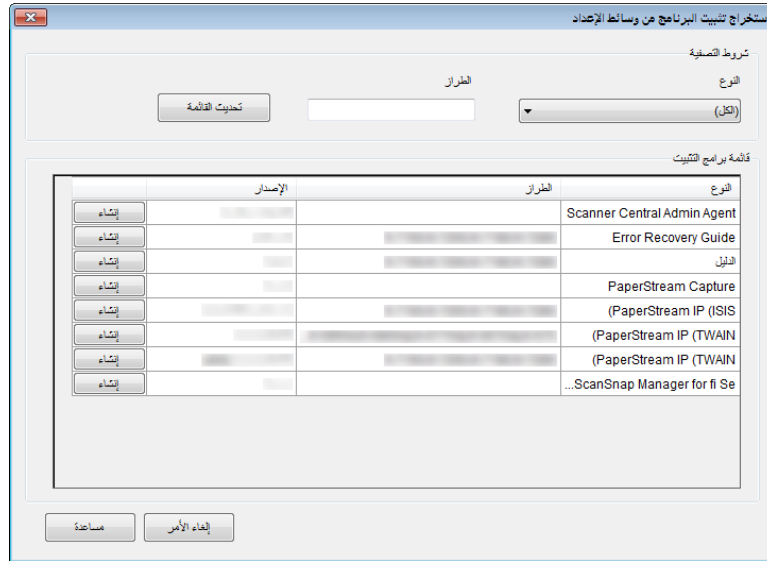 ستخراج تثبيت البرنامج من وسائط الإعداد
شروط التصفية
النوع
الطراز
(الكل)
تحديث القائمة
قائمة برامج التثبيت
النوع الطراز الإصدار
Scanner Central Admin Agent إنشاء
Error Recovery Guide إنشاء
الدليل إنشاء
PaperStream Capture إنشاء
(PaperStream IP (ISIS إنشاء
(PaperStream IP (TWAIN إنشاء
(PaperStream IP (TWAIN إنشاء
...ScanSnap Manager for fi Se إنشاء
إلغاء الأمر مساعدة